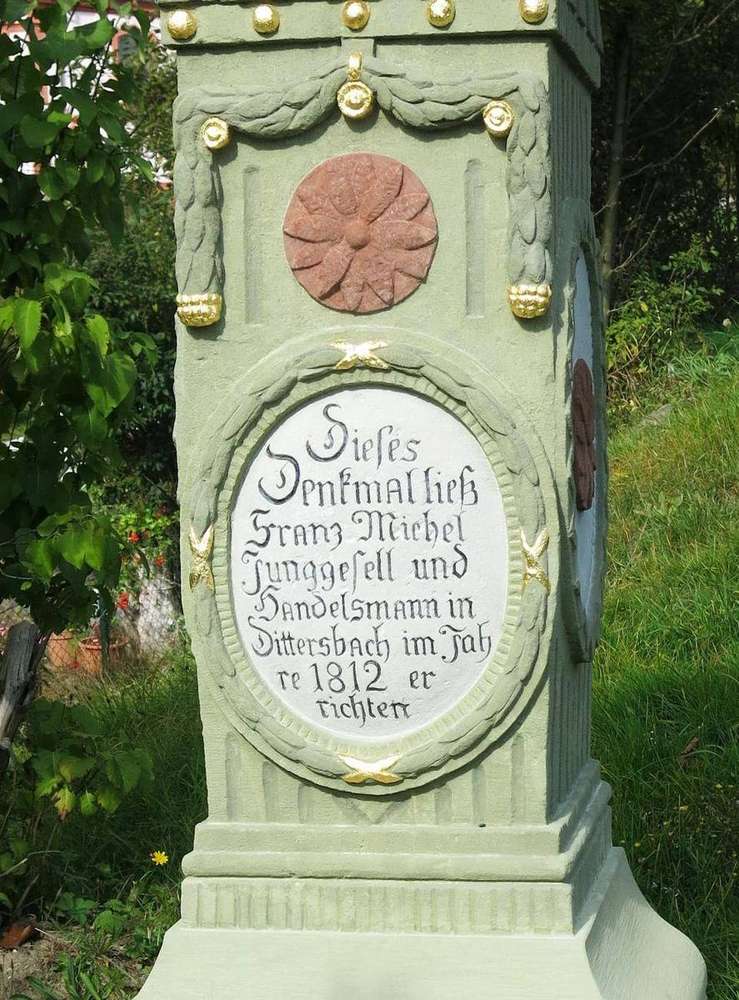 Dieſes
Denkmal ließ
Franz Michel
Junggeſell und
Handelsmann in
Dittersbach im Jah
re 1812 er
richten